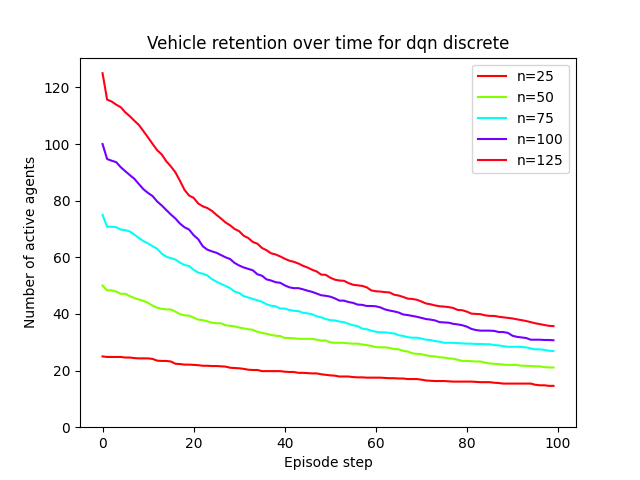 Vehicle retention over time for dqn discrete
n=25
n=50
n=75
n=100
n=125
Number of active agents
120
100
80
60
40
20
0
0 20 40 60 80 100
Episode step